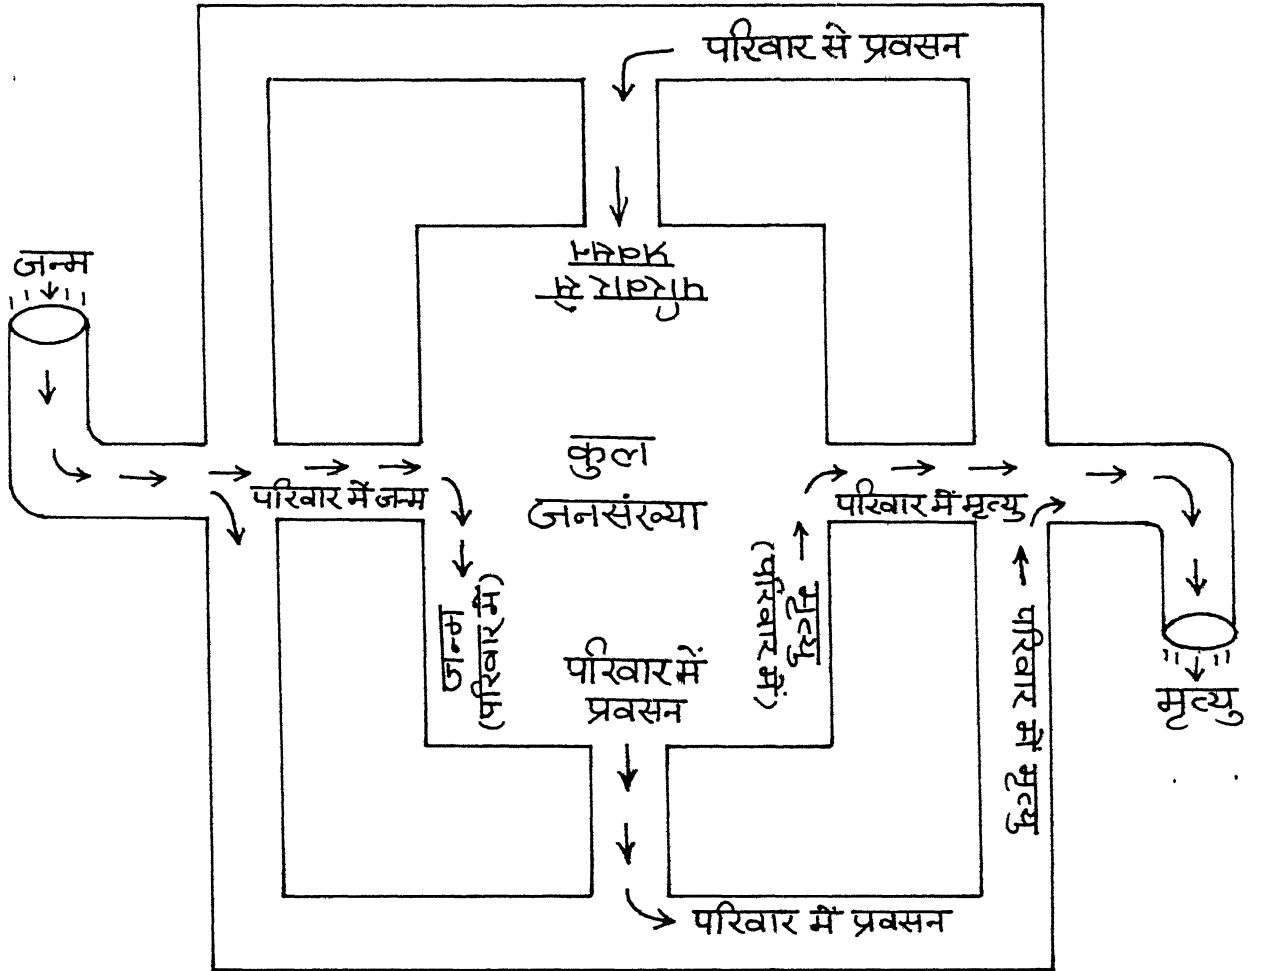 परिवार से प्रवसन
परिवार से
प्रवसन
जन्म
कुल
जनसंख्या
परिवार में जन्म
परिवार में मृत्यु
जन्म
(परिवार में)
मृत्यु
(परिवार में)
परिवार में
प्रवसन
परिवार में मृत्यु
मृत्यु
परिवार में प्रवसन